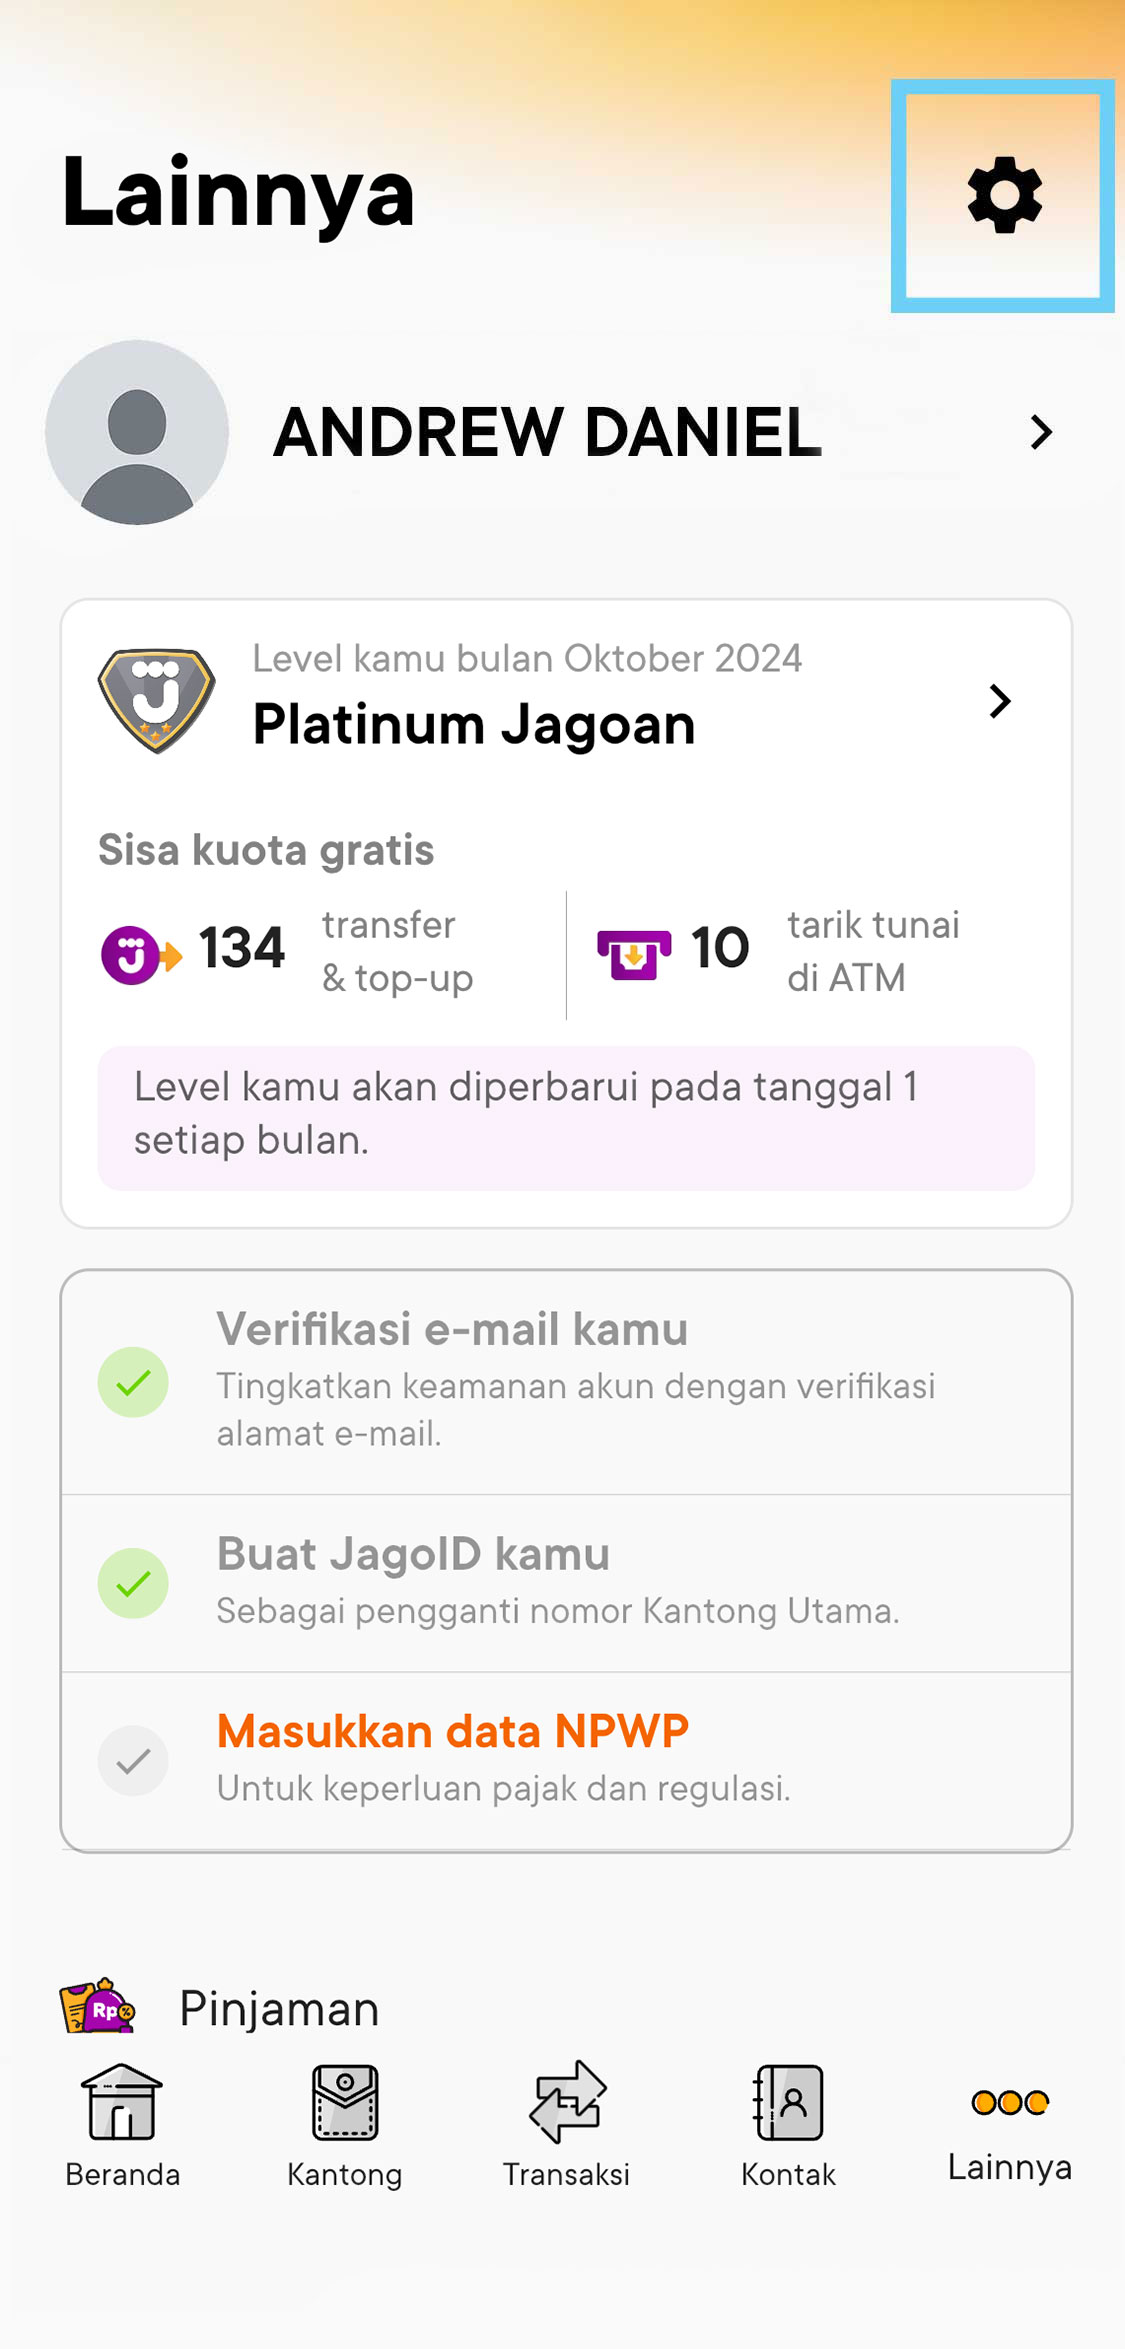 Lainnya
ANDREW DANIEL
Level kamu bulan Oktober 2024
Platinum Jagoan
Sisa kuota gratis
134 transfer
& top-up
10 tarik tunai
di ATM
Level kamu akan diperbarui pada tanggal 1
setiap bulan.
Verifikasi e-mail kamu
Tingkatkan keamanan akun dengan verifikasi
alamat e-mail.
Buat JagoID kamu
Sebagai pengganti nomor Kantong Utama.
Masukkan data NPWP
Untuk keperluan pajak dan regulasi.
Rp %
Pinjaman
Beranda
Kantong
Transaksi
Kontak
Lainnya